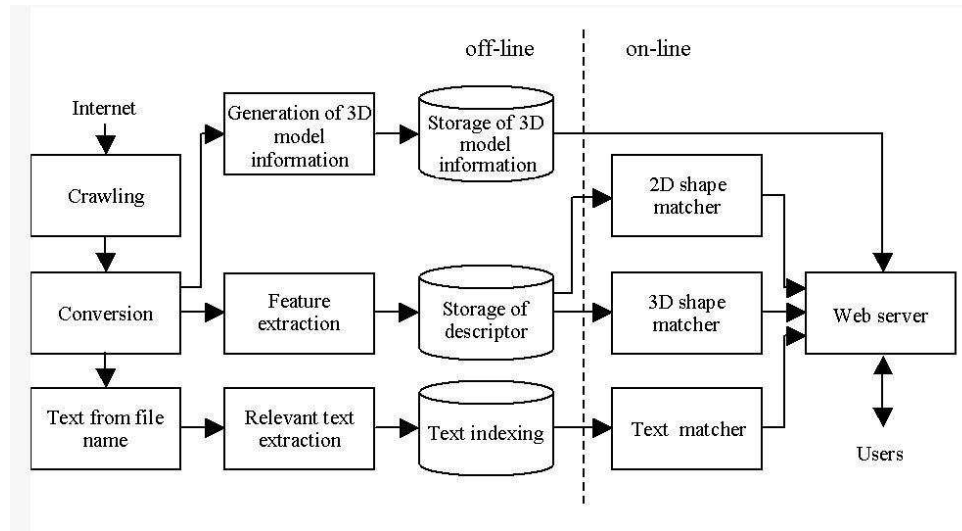 off-line
on-line
Internet
Generation of 3D
model
information
Storage of 3D
model
information
Crawling
2D shape
matcher
Conversion
Feature
extraction
Storage of
descriptor
3D shape
matcher
Web server
Text from file
name
Relevant text
extraction
Text indexing
Text matcher
Users